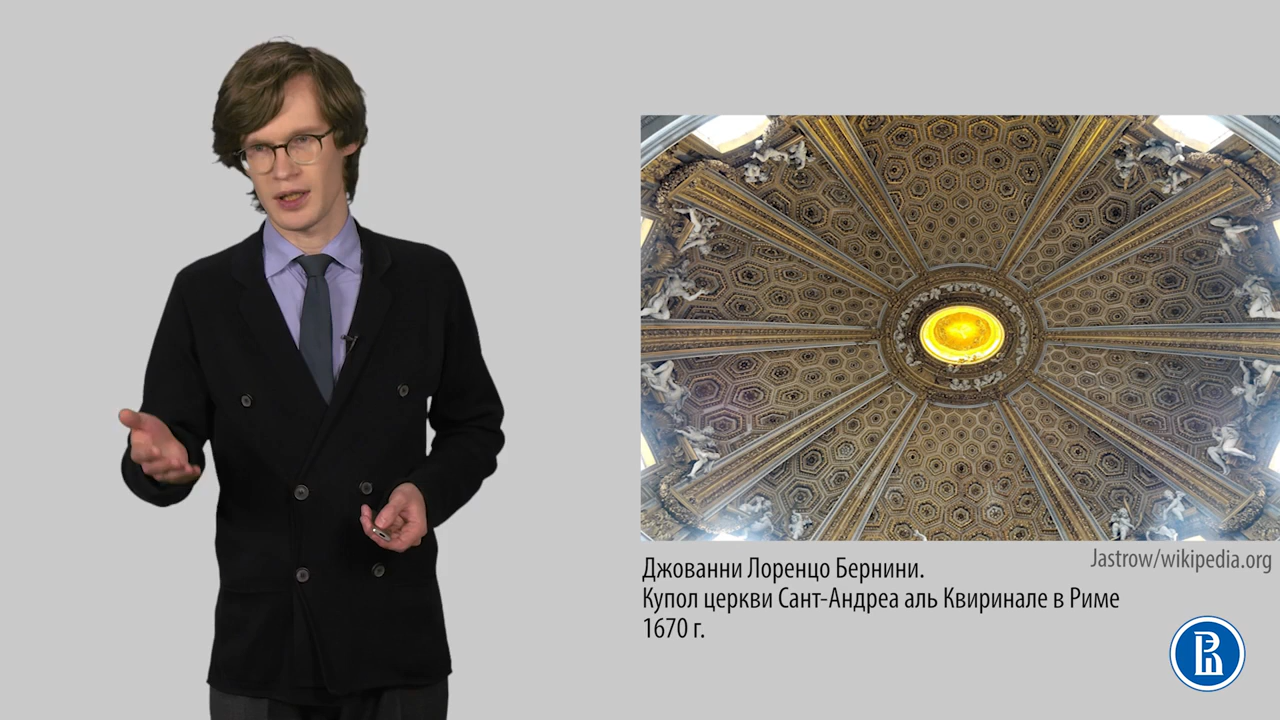 Jastrow/wikipedia.org
Джованни Лоренцо Бернини.
Купол церкви Сант-Андреа аль Квиринале в Риме
1670 г.